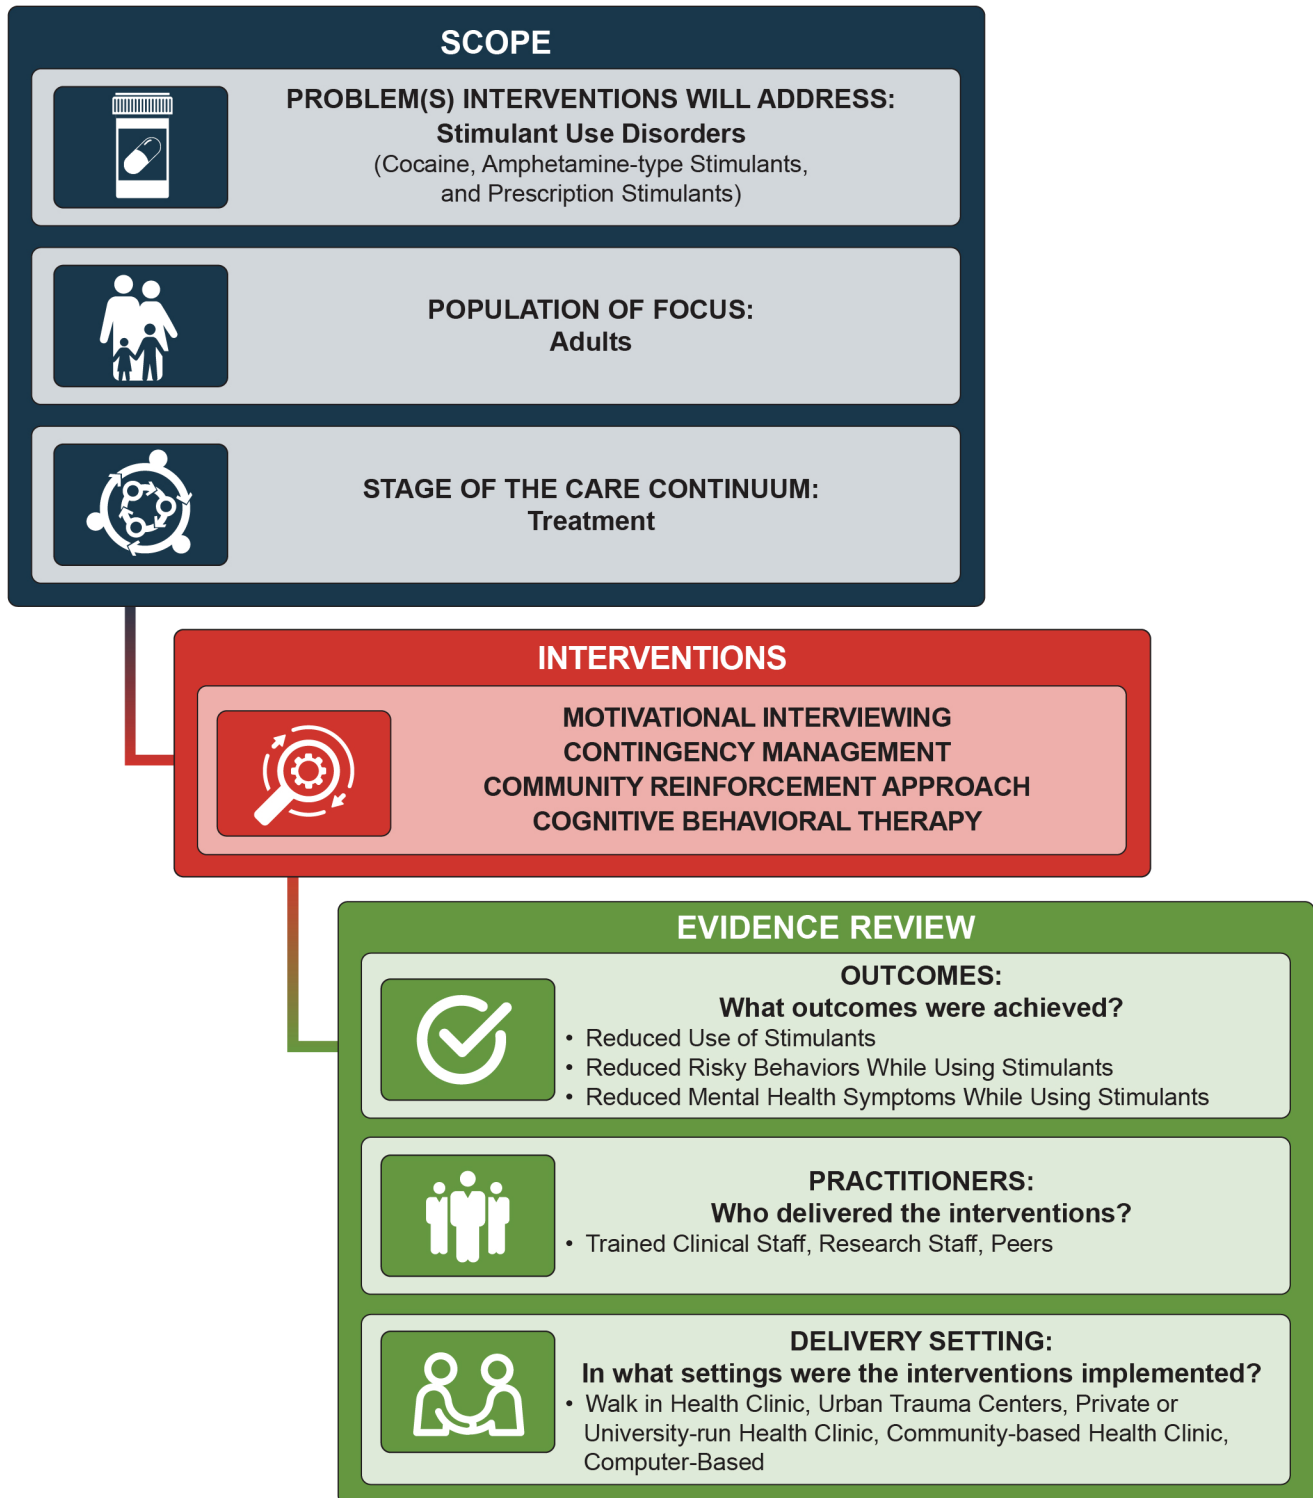 SCOPE
PROBLEM(S) INTERVENTIONS WILL ADDRESS:
Stimulant Use Disorders
(Cocaine, Amphetamine-type Stimulants,
and Prescription Stimulants)
POPULATION OF FOCUS:
Adults
STAGE OF THE CARE CONTINUUM:
Treatment
INTERVENTIONS
MOTIVATIONAL INTERVIEWING
CONTINGENCY MANAGEMENT
COMMUNITY REINFORCEMENT APPROACH
COGNITIVE BEHAVIORAL THERAPY
EVIDENCE REVIEW
OUTCOMES:
What outcomes were achieved?
• Reduced Use of Stimulants
• Reduced Risky Behaviors While Using Stimulants
• Reduced Mental Health Symptoms While Using Stimulants
PRACTITIONERS:
Who delivered the interventions?
• Trained Clinical Staff, Research Staff, Peers
DELIVERY SETTING:
In what settings were the interventions implemented?
• Walk in Health Clinic, Urban Trauma Centers, Private or
University-run Health Clinic, Community-based Health Clinic,
Computer-Based